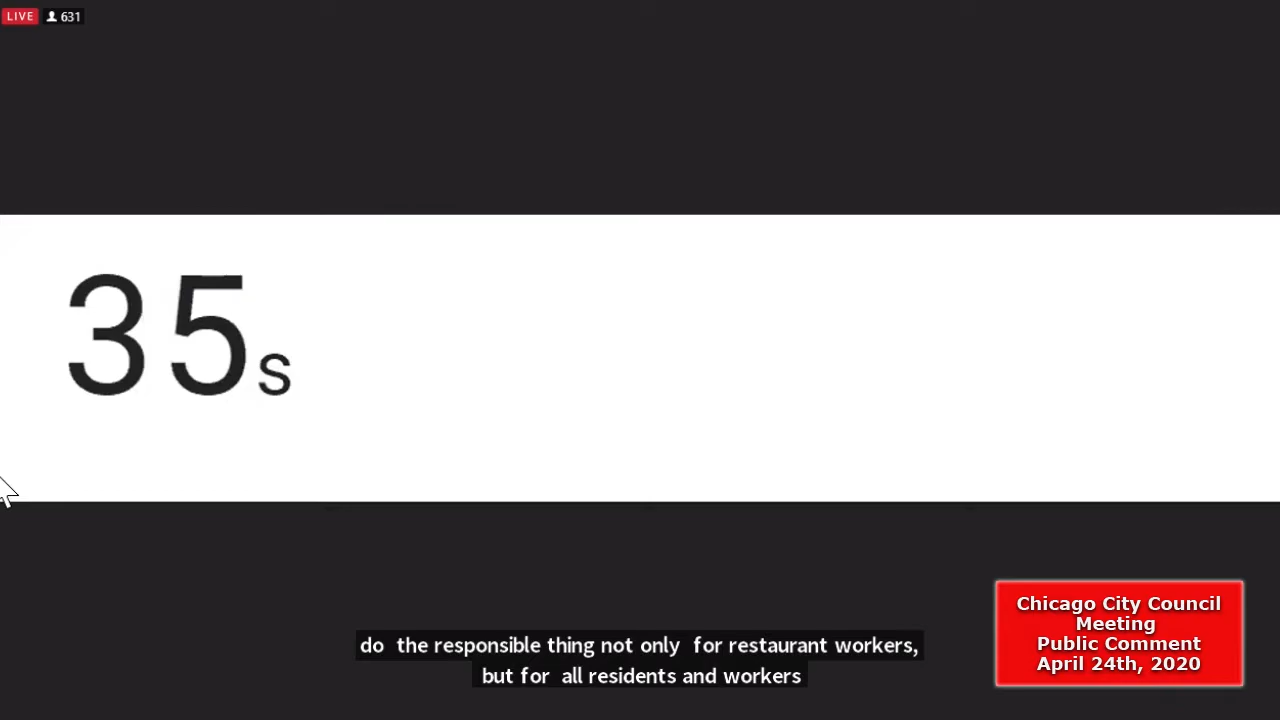 LIVE 631
35s
do the responsible thing not only for restaurant workers,
but for all residents and workers
Chicago City Council
Meeting
Public Comment
April 24th, 2020